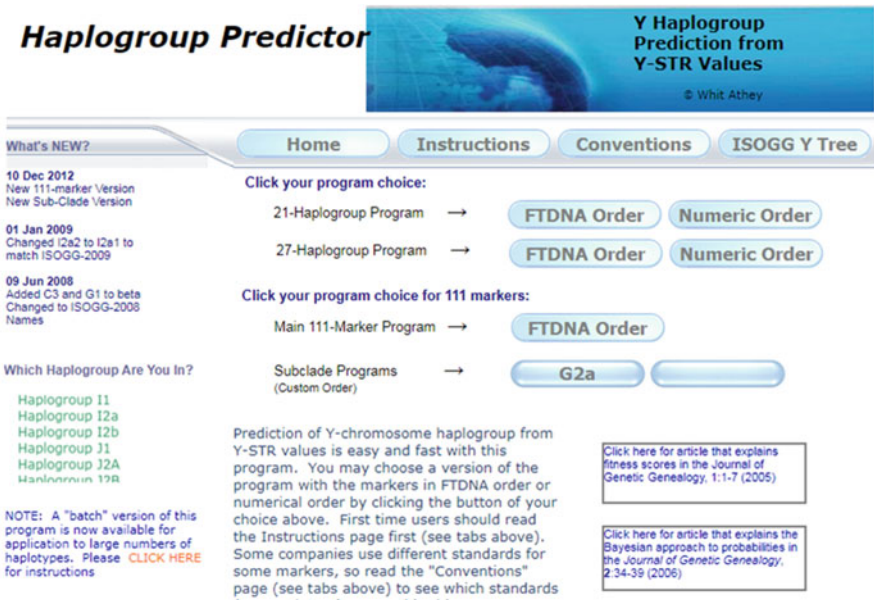 Haplogroup Predictor
Y Haplogroup
Prediction from
Y-STR Values
© Whit Athey
Home
Instructions
Conventions
ISOGG Y Tree
What's NEW?
10 Dec 2012
New 111-marker Version
New Sub-Clade Version
01 Jan 2009
Changed I2a2 to I2a1 to
match ISOGG-2009
09 Jun 2008
Added C3 and G1 to beta
Changed to ISOGG-2008
Names
Which Haplogroup Are You In?
Haplogroup I1
Haplogroup I2a
Haplogroup I2b
Haplogroup J1
Haplogroup J2A
Haplogroup J2B
NOTE: A "batch" version of this
program is now available for
application to large numbers of
haplotypes. Please CLICK HERE
for instructions
Click your program choice:
21-Haplogroup Program → FTDNA Order Numeric Order
27-Haplogroup Program → FTDNA Order Numeric Order
Click your program choice for 111 markers:
Main 111-Marker Program → FTDNA Order
Subclade Programs → G2a
(Custom Order)
Prediction of Y-chromosome haplogroup from
Y-STR values is easy and fast with this
program. You may choose a version of the
program with the markers in FTDNA order or
numerical order by clicking the button of your
choice above. First time users should read
the Instructions page first (see tabs above).
Some companies use different standards for
some markers, so read the "Conventions"
page (see tabs above) to see which standards
Click here for article that explains
fitness scores in the Journal of
Genetic Genealogy, 1:1-7 (2005)
Click here for article that explains the
Bayesian approach to probabilities in
the Journal of Genetic Genealogy,
2:34-39 (2006)